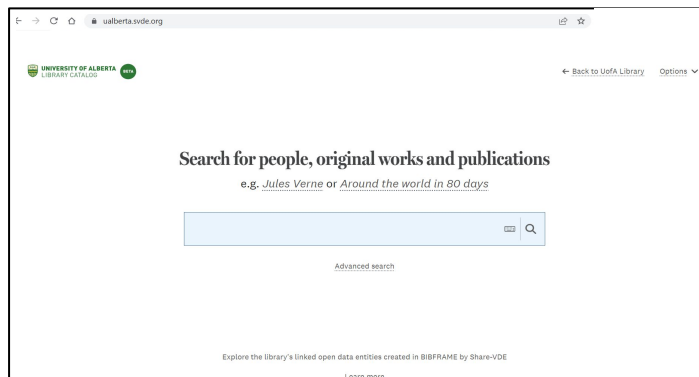 ualberta.svde.org
UNIVERSITY OF ALBERTA
LIBRARY CATALOG
BETA
← Back to UofA Library
Options
Search for people, original works and publications
e.g. Jules Verne or Around the world in 80 days
Advanced search
Explore the library's linked open data entities created in BIBFRAME by Share-VDE
Learn more